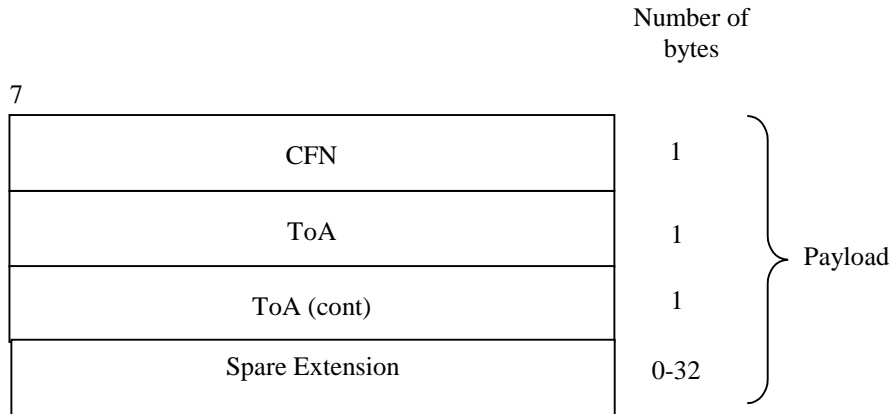 Number of
bytes
7
CFN 1
ToA 1
Payload
ToA (cont) 1
Spare Extension 0-32